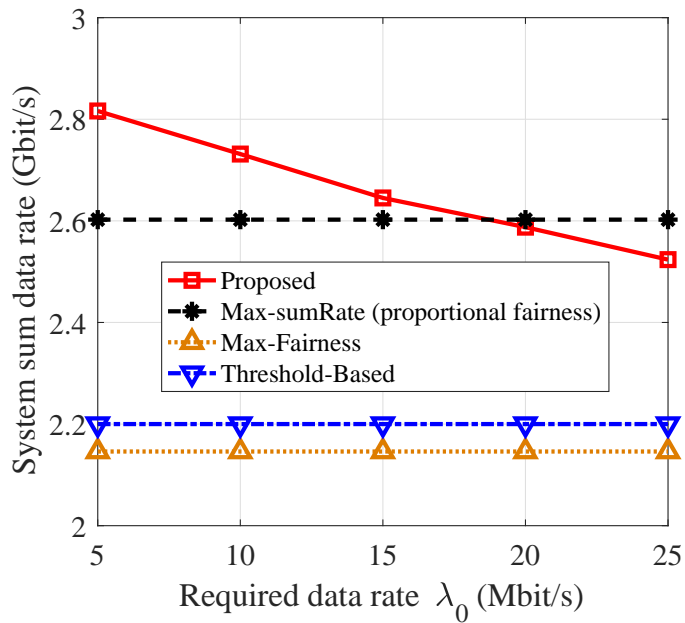 3
2.8
2.6
2.4
2.2
2
System sum data rate (Gbit/s)
Proposed
Max-sumRate (proportional fairness)
Max-Fairness
Threshold-Based
5 10 15 20 25
Required data rate λ₀ (Mbit/s)